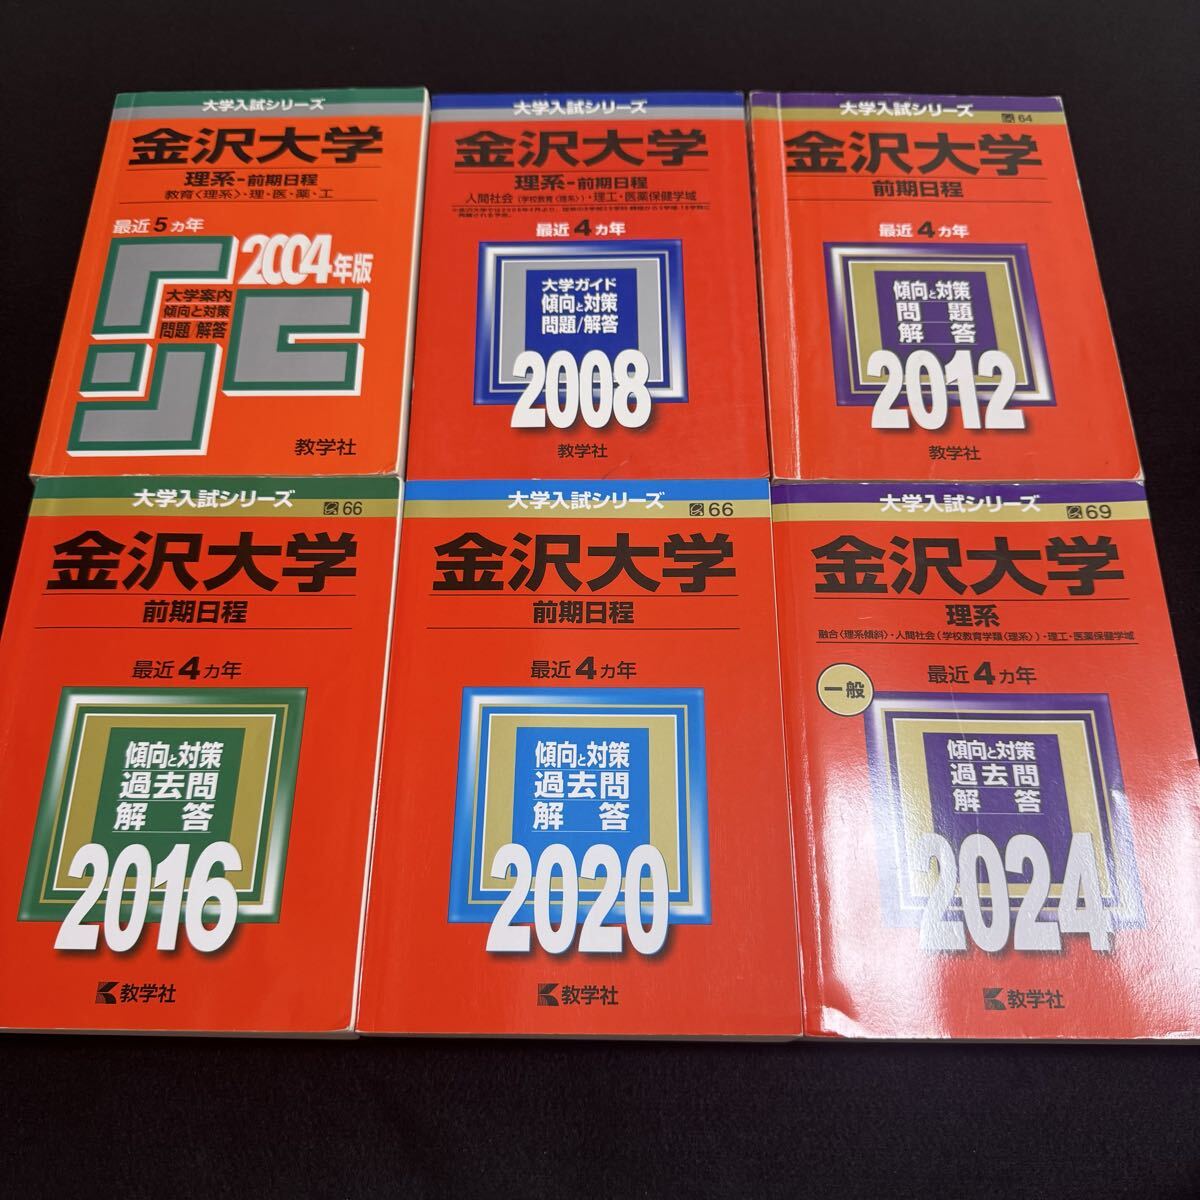 大学入試シリーズ
金沢大学
理系-前期日程
教育〈理系〉・理・医・薬・工
最近5ヵ年
2004年版
大学案内
傾向と対策
問題/解答
教学社
大学入試シリーズ
金沢大学
理系-前期日程
人間社会(学校教育〈理系〉)・理工・医薬保健学域
最近4ヵ年
大学ガイド
傾向と対策
問題/解答
2008
教学社
大学入試シリーズ
64
金沢大学
前期日程
最近4ヵ年
傾向と対策
問題
解答
2012
教学社
大学入試シリーズ
66
金沢大学
前期日程
最近4ヵ年
傾向と対策
過去問
解答
2016
教学社
大学入試シリーズ
66
金沢大学
前期日程
最近4ヵ年
傾向と対策
過去問
解答
2020
教学社
大学入試シリーズ
69
金沢大学
理系
融合〈理系傾斜〉・人間社会(学校教育学類〈理系〉)・理工・医薬保健学域
一般
最近4ヵ年
傾向と対策
過去問
解答
2024
教学社